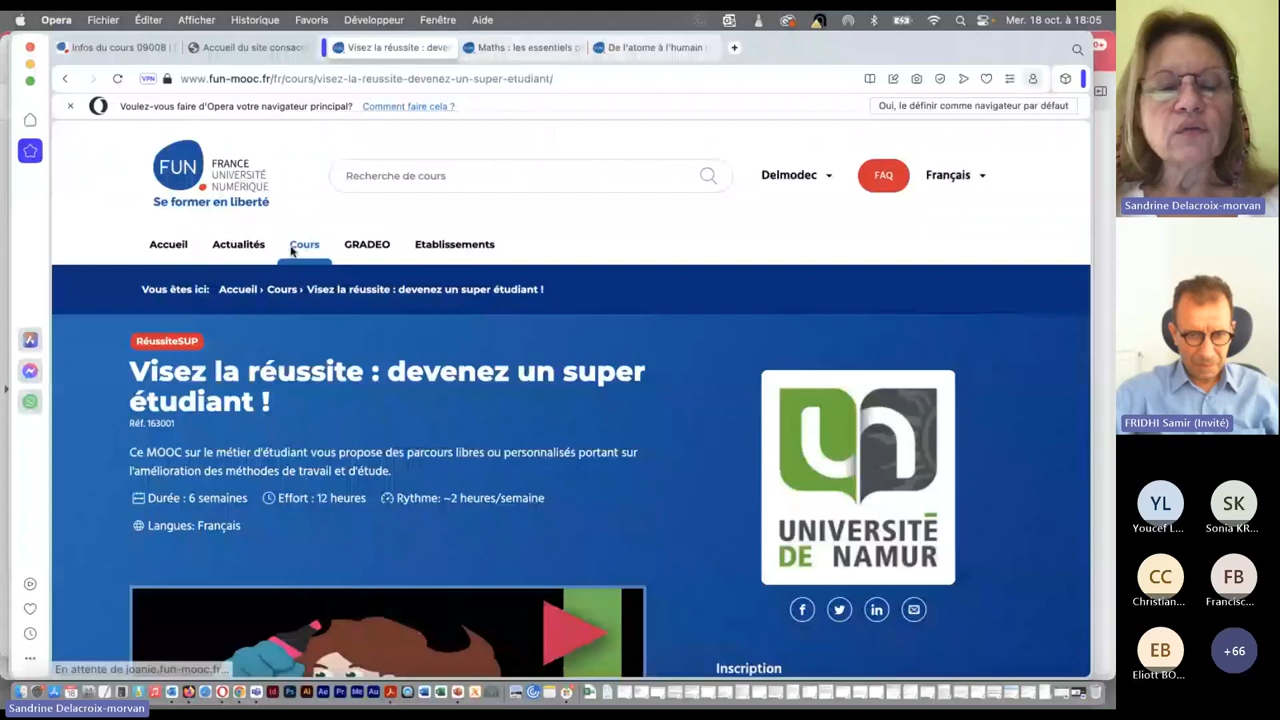 Opera Fichier Éditer Afficher Historique Favoris Développeur Fenêtre Aide Mer. 18 oct. à 18:05
Infos du cours 09008 | Accueil du site consac Visez la réussite : deve Maths : les essentiels p De l'atome à l'humain
VPN www.fun-mooc.fr/fr/cours/visez-la-reussite-devenez-un-super-etudiant/
Voulez-vous faire d'Opera votre navigateur principal? Comment faire cela ? Oui, le définir comme navigateur par défaut
FUN FRANCE
UNIVERSITÉ
NUMÉRIQUE
Se former en liberté
Recherche de cours
Delmodec FAQ Français
Accueil Actualités Cours GRADEO Etablissements
Vous êtes ici: Accueil › Cours › Visez la réussite : devenez un super étudiant !
RéussiteSUP
Visez la réussite : devenez un super
étudiant !
Réf. 163001
Ce MOOC sur le métier d'étudiant vous propose des parcours libres ou personnalisés portant sur
l'amélioration des méthodes de travail et d'étude.
Durée : 6 semaines Effort : 12 heures Rythme: ~2 heures/semaine
Langues: Français
UNIVERSITÉ
DE NAMUR
Inscription
En attente de joanie.fun-mooc.fr...
Sandrine Delacroix-morvan
Sandrine Delacroix-morvan
FRIDHI Samir (Invité)
YL SK
Youcef L... Sonia KR...
CC FB
Christian... Francisc...
EB +66
Eliott BO...